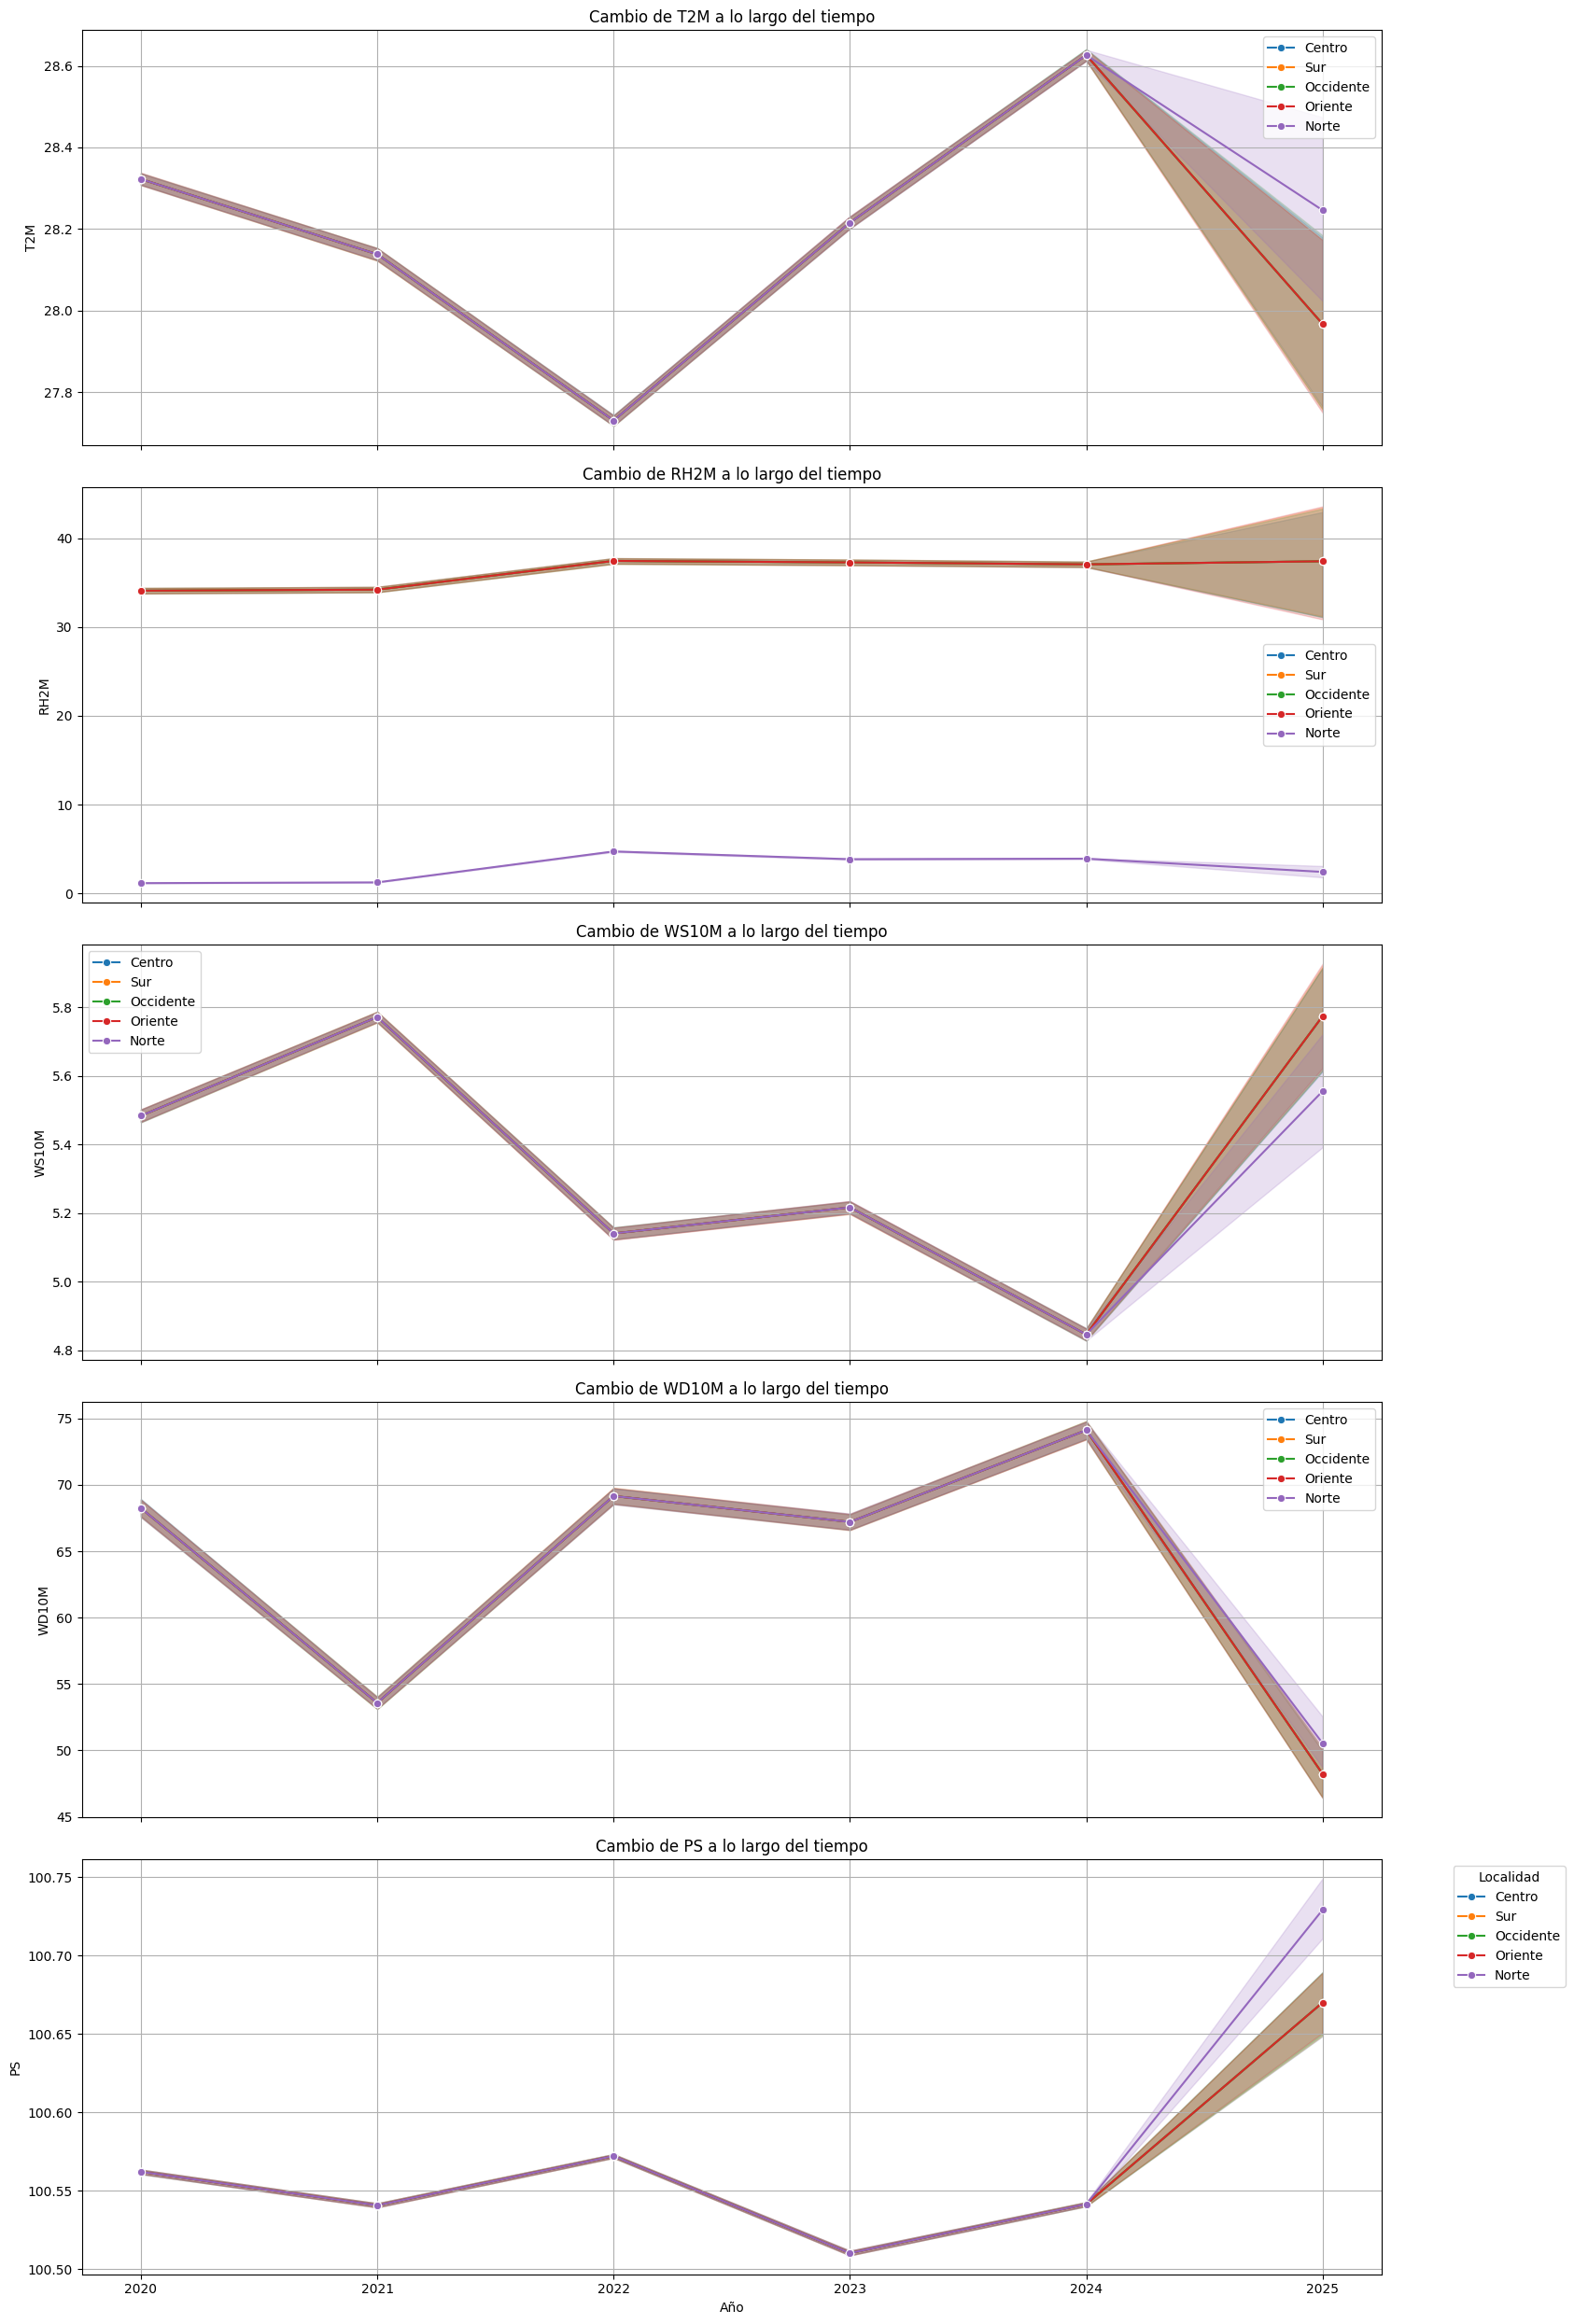 Cambio de T2M a lo largo del tiempo
T2M
28.6
28.4
28.2
28.0
27.8
Centro
Sur
Occidente
Oriente
Norte
Cambio de RH2M a lo largo del tiempo
RH2M
40
30
20
10
0
Centro
Sur
Occidente
Oriente
Norte
Cambio de WS10M a lo largo del tiempo
WS10M
5.8
5.6
5.4
5.2
5.0
4.8
Centro
Sur
Occidente
Oriente
Norte
Cambio de WD10M a lo largo del tiempo
WD10M
75
70
65
60
55
50
45
Centro
Sur
Occidente
Oriente
Norte
Cambio de PS a lo largo del tiempo
PS
100.75
100.70
100.65
100.60
100.55
100.50
Localidad
Centro
Sur
Occidente
Oriente
Norte
2020 2021 2022 2023 2024 2025
Año